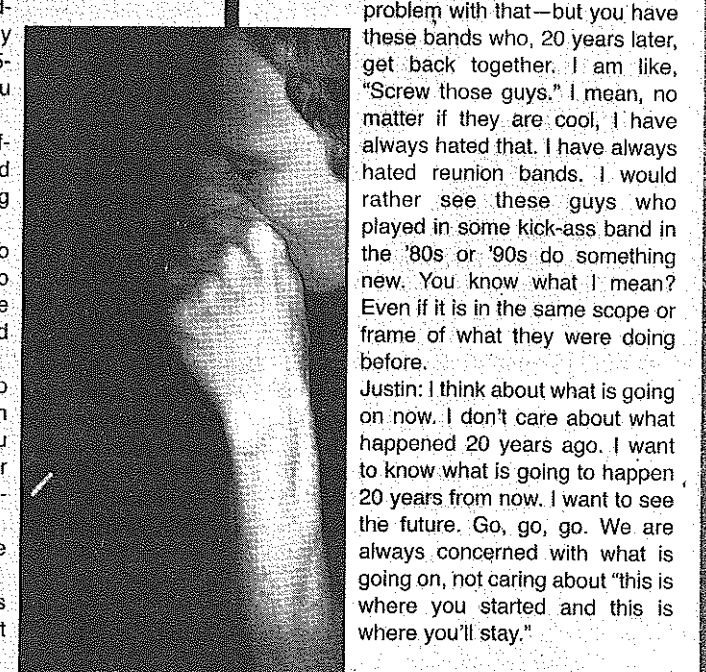 problem with that—but you have
these bands who, 20 years later,
get back together. I am like,
"Screw those guys." I mean, no
matter if they are cool, I have
always hated that. I have always
hated reunion bands. I would
rather see these guys who
played in some kick-ass band in
the '80s or '90s do something
new. You know what I mean?
Even if it is in the same scope or
frame of what they were doing
before.
Justin: I think about what is going
on now. I don't care about what
happened 20 years ago. I want
to know what is going to happen
20 years from now. I want to see
the future. Go, go, go. We are
always concerned with what is
going on, not caring about "this is
where you started and this is
where you'll stay."